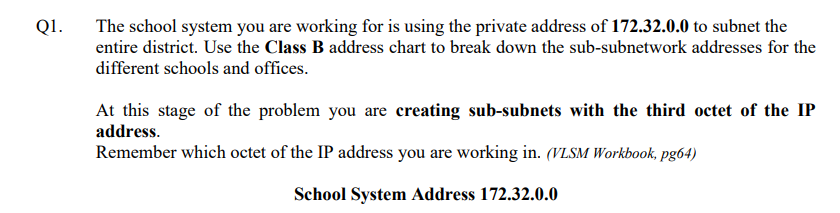 Q1. The school system you are working for is using the private address of 172.32.0.0 to subnet the
entire district. Use the Class B address chart to break down the sub-subnetwork addresses for the
different schools and offices.
At this stage of the problem you are creating sub-subnets with the third octet of the IP
address.
Remember which octet of the IP address you are working in. (VLSM Workbook, pg64)
School System Address 172.32.0.0